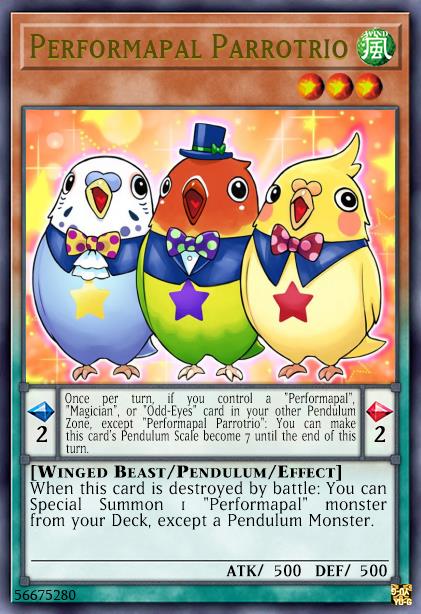 PERFORMAPAL PARROTRIO
WIND
風
Once per turn, if you control a "Performapal",
"Magician", or "Odd-Eyes" card in your other Pendulum
Zone, except "Performapal Parrotrio": You can make
this card's Pendulum Scale become 7 until the end of this
turn.
2
2
[WINGED BEAST/PENDULUM/EFFECT]
When this card is destroyed by battle: You can
Special Summon 1 "Performapal" monster
from your Deck, except a Pendulum Monster.
ATK/ 500 DEF/ 500
56675280